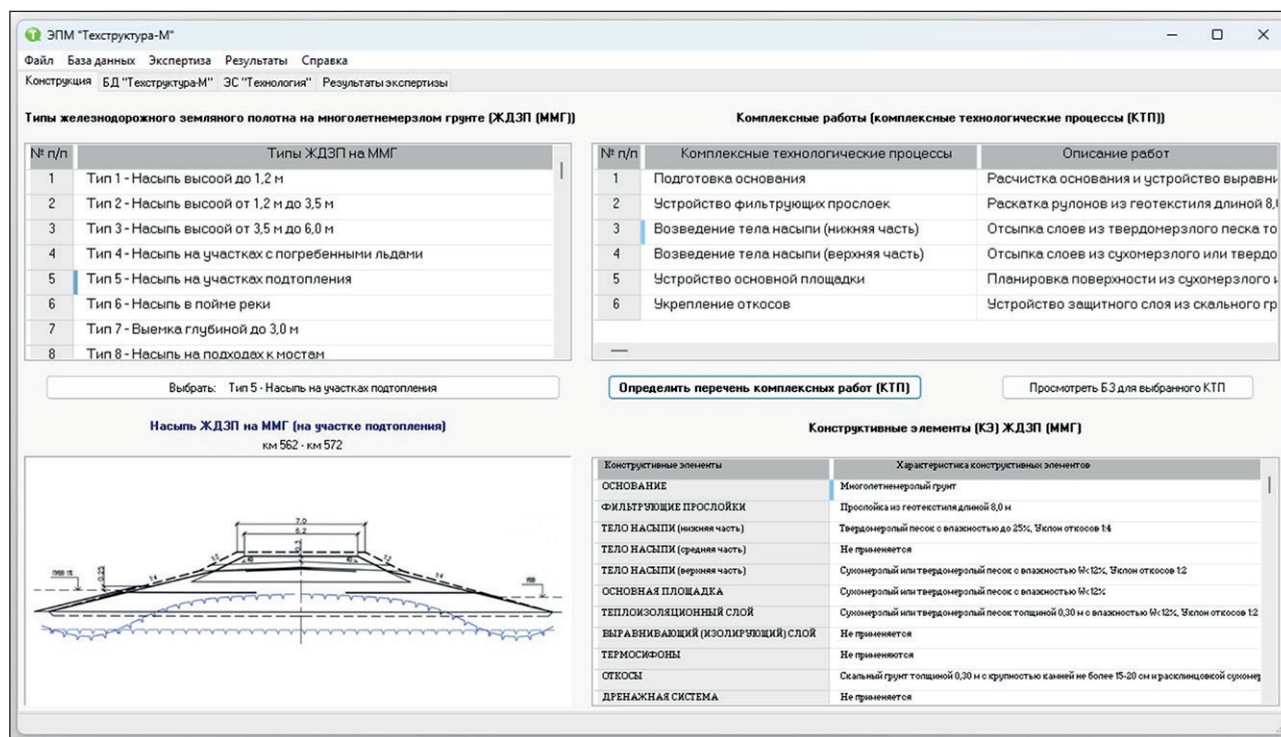 ЭПМ "Техструктура-М"
Файл База данных Экспертиза Результаты Справка
Конструкция БД "Техструктура-М" ЭС "Технология" Результаты экспертизы
Типы железнодорожного земляного полотна на многолетнемерзлом грунте (ЖДЗП (ММГ))
№ п/п Типы ЖДЗП на ММГ
1 Тип 1 - Насыпь высоой до 1,2 м
2 Тип 2 - Насыпь высоой от 1,2 м до 3,5 м
3 Тип 3 - Насыпь высоой от 3,5 м до 6,0 м
4 Тип 4 - Насыпь на участках с погребенными льдами
5 Тип 5 - Насыпь на участках подтопления
6 Тип 6 - Насыпь в пойме реки
7 Тип 7 - Выемка глубиной до 3,0 м
8 Тип 8 - Насыпь на подходах к мостам
Выбрать: Тип 5 - Насыпь на участках подтопления
Комплексные работы (комплексные технологические процессы (КТП))
№ п/п Комплексные технологические процессы Описание работ
1 Подготовка основания Расчистка основания и устройство выравни
2 Устройство фильтрующих прослоек Раскатка рулонов из геотекстиля длиной 8,
3 Возведение тела насыпи (нижняя часть) Отсыпка слоев из твердомерзлого песка то
4 Возведение тела насыпи (верхняя часть) Отсыпка слоев из сухомерзлого или твердо
5 Устройство основной площадки Планировка поверхности из сухомерзлого и
6 Укрепление откосов Устройство защитного слоя из скального гр
Определить перечень комплексных работ (КТП) Просмотреть БЗ для выбранного КТП
Насыпь ЖДЗП на ММГ (на участке подтопления)
км 562 - км 572
7.0
6.2
0.3
1:2
1:2
1:4
1:4
0.25
Конструктивные элементы (КЭ) ЖДЗП (ММГ)
Конструктивные элементы Характеристика конструктивных элементов
ОСНОВАНИЕ Многолетнемерзлый грунт
ФИЛЬТРУЮЩИЕ ПРОСЛОЙКИ Прослойка из геотекстиля длиной 8,0 м
ТЕЛО НАСЫПИ (нижняя часть) Твердомерзлый песок с влажностью до 25%, Уклон откосов 1:4
ТЕЛО НАСЫПИ (средняя часть) Не применяется
ТЕЛО НАСЫПИ (верхняя часть) Сухомерзлый или твердомерзлый песок с влажностью W<12%, Уклон откосов 1:2
ОСНОВНАЯ ПЛОЩАДКА Сухомерзлый или твердомерзлый песок с влажностью W<12%
ТЕПЛОИЗОЛЯЦИОННЫЙ СЛОЙ Сухомерзлый или твердомерзлый песок толщиной 0,30 м с влажностью W<12%, Уклон откосов 1:2
ВЫРАВНИВАЮЩИЙ (ИЗОЛИРУЮЩИЙ) СЛОЙ Не применяется
ТЕРМОСИФОНЫ Не применяются
ОТКОСЫ Скальный грунт толщиной 0,30 м с крупностью камней не более 15-20 см и расклинцовкой сухомер
ДРЕНАЖНАЯ СИСТЕМА Не применяется